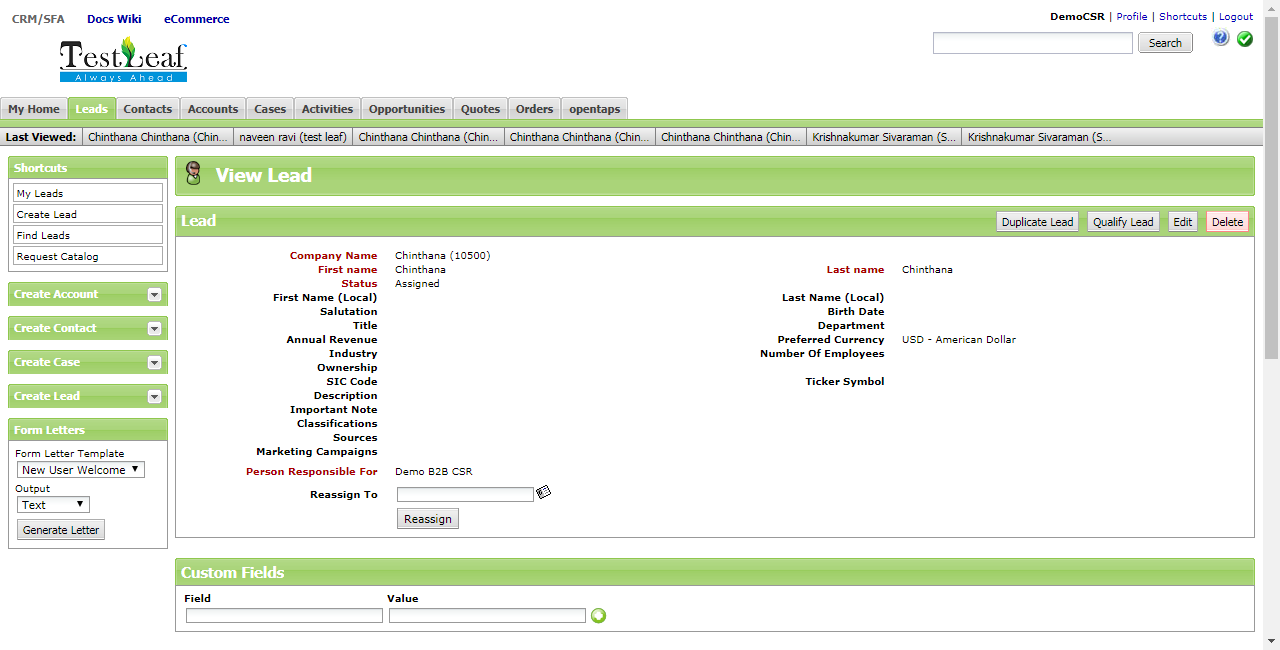 CRM/SFA Docs Wiki eCommerce
DemoCSR | Profile | Shortcuts | Logout
TestLeaf
Always Ahead
Search
My Home Leads Contacts Accounts Cases Activities Opportunities Quotes Orders opentaps
Last Viewed: Chinthana Chinthana (Chin... naveen ravi (test leaf) Chinthana Chinthana (Chin... Chinthana Chinthana (Chin... Chinthana Chinthana (Chin... Krishnakumar Sivaraman (S... Krishnakumar Sivaraman (S...
Shortcuts
My Leads
Create Lead
Find Leads
Request Catalog
Create Account
Create Contact
Create Case
Create Lead
Form Letters
Form Letter Template
New User Welcome
Output
Text
Generate Letter
View Lead
Lead Duplicate Lead Qualify Lead Edit Delete
Company Name Chinthana (10500)
First name Chinthana Last name Chinthana
Status Assigned
First Name (Local) Last Name (Local)
Salutation Birth Date
Title Department
Annual Revenue Preferred Currency USD - American Dollar
Industry Number Of Employees
Ownership
SIC Code Ticker Symbol
Description
Important Note
Classifications
Sources
Marketing Campaigns
Person Responsible For Demo B2B CSR
Reassign To
Reassign
Custom Fields
Field Value